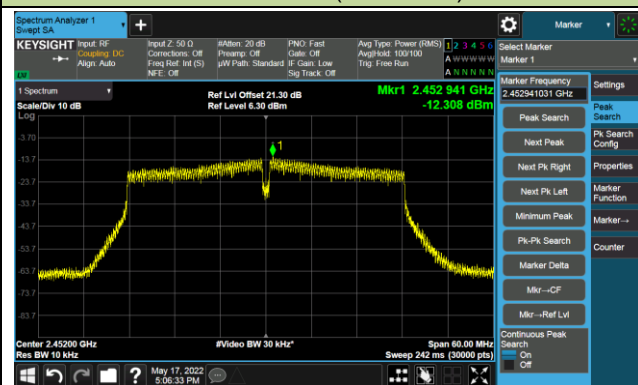 Spectrum Analyzer 1
Swept SA
Marker
KEYSIGHT
Input: RF
Coupling: DC
Align: Auto
Input Z: 50 Ω
Corrections: Off
Freq Ref: Int (S)
NFE: Off
#Atten: 20 dB
Preamp: Off
µW Path: Standard
PNO: Fast
Gate: Off
IF Gain: Low
Sig Track: Off
Avg Type: Power (RMS)
Avg|Hold: 100/100
Trig: Free Run
1 2 3 4 5 6
A W W W W W
A N N N N N
Select Marker
Marker 1
1 Spectrum
Scale/Div 10 dB
Log
Ref Lvl Offset 21.30 dB
Ref Level 6.30 dBm
Mkr1 2.452 941 GHz
-12.308 dBm
1
-3.70
-13.7
-23.7
-33.7
-43.7
-53.7
-63.7
-73.7
-83.7
Center 2.45200 GHz
Res BW 10 kHz
#Video BW 30 kHz*
Span 60.00 MHz
Sweep 242 ms (30000 pts)
Marker Frequency
2.452941031 GHz
Peak Search
Next Peak
Next Pk Right
Next Pk Left
Minimum Peak
Pk-Pk Search
Marker Delta
Mkr→CF
Mkr→Ref Lvl
Continuous Peak
Search
On
Off
Settings
Peak
Search
Pk Search
Config
Properties
Marker
Function
Marker→
Counter
May 17, 2022
5:06:33 PM